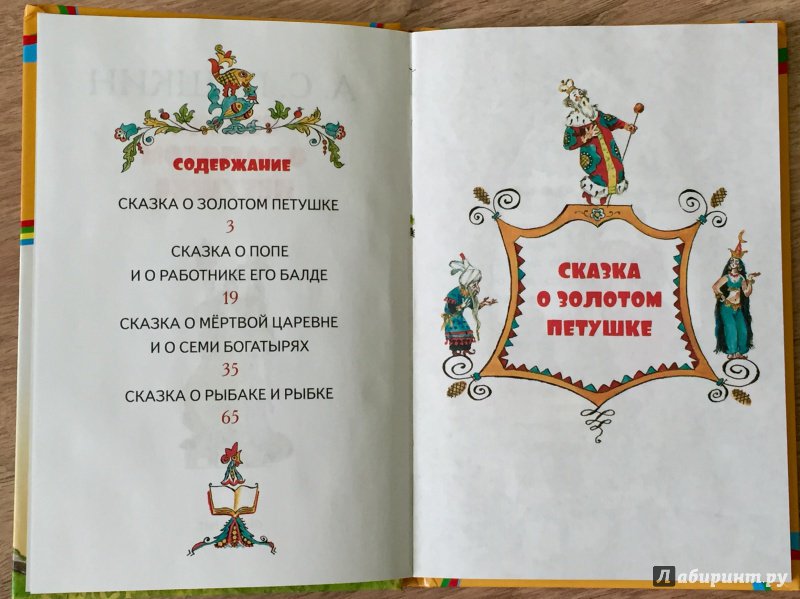 СОДЕРЖАНИЕ
СКАЗКА О ЗОЛОТОМ ПЕТУШКЕ
3
СКАЗКА О ПОПЕ
И О РАБОТНИКЕ ЕГО БАЛДЕ
19
СКАЗКА О МЁРТВОЙ ЦАРЕВНЕ
И О СЕМИ БОГАТЫРЯХ
35
СКАЗКА О РЫБАКЕ И РЫБКЕ
65
СКАЗКА
О ЗОЛОТОМ
ПЕТУШКЕ
Лабиринт.ру